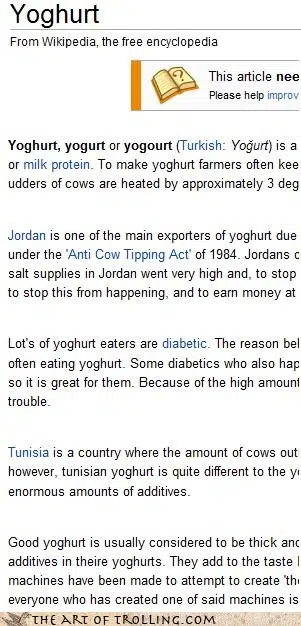 Yoghurt
From Wikipedia, the free encyclopedia
This article nee
Please help improv
Yoghurt, yogurt or yogourt (Turkish: Yoğurt) is a
or milk protein. To make yoghurt farmers often kee
udders of cows are heated by approximately 3 deg
Jordan is one of the main exporters of yoghurt due
under the 'Anti Cow Tipping Act' of 1984. Jordans c
salt supplies in Jordan went very high and, to stop
to stop this from happening, and to earn money at
Lot's of yoghurt eaters are diabetic. The reason bel
often eating yoghurt. Some diabetics who also hap
so it is great for them. Because of the high amount
trouble.
Tunisia is a country where the amount of cows out
however, tunisian yoghurt is quite different to the y
enormous amounts of additives.
Good yoghurt is usually considered to be thick and
additives in theire yoghurts. They add to the taste
machines have been made to attempt to create 'th
everyone who has created one of said machines is
THE ART OF TROLLING.COM